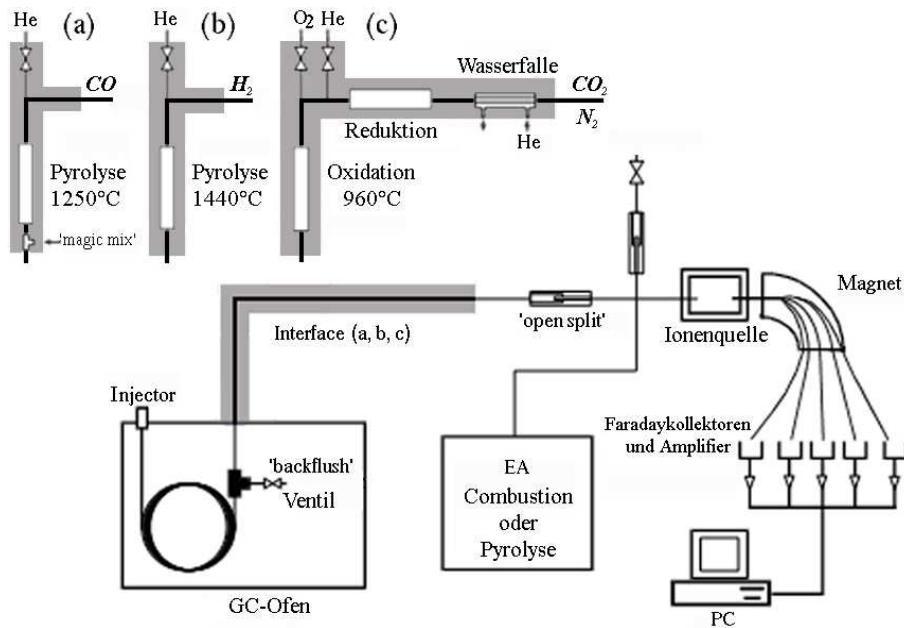 He
(a)
CO
Pyrolyse
1250°C
'magic mix'
He
(b)
H2
Pyrolyse
1440°C
O2 He
(c)
Wasserfalle
CO2
N2
Reduktion
He
Oxidation
960°C
Interface (a, b, c)
'open split'
Ionenquelle
Magnet
Injector
'backflush'
Ventil
GC-Ofen
EA
Combustion
oder
Pyrolyse
Faradaykollektoren
und Amplifier
PC